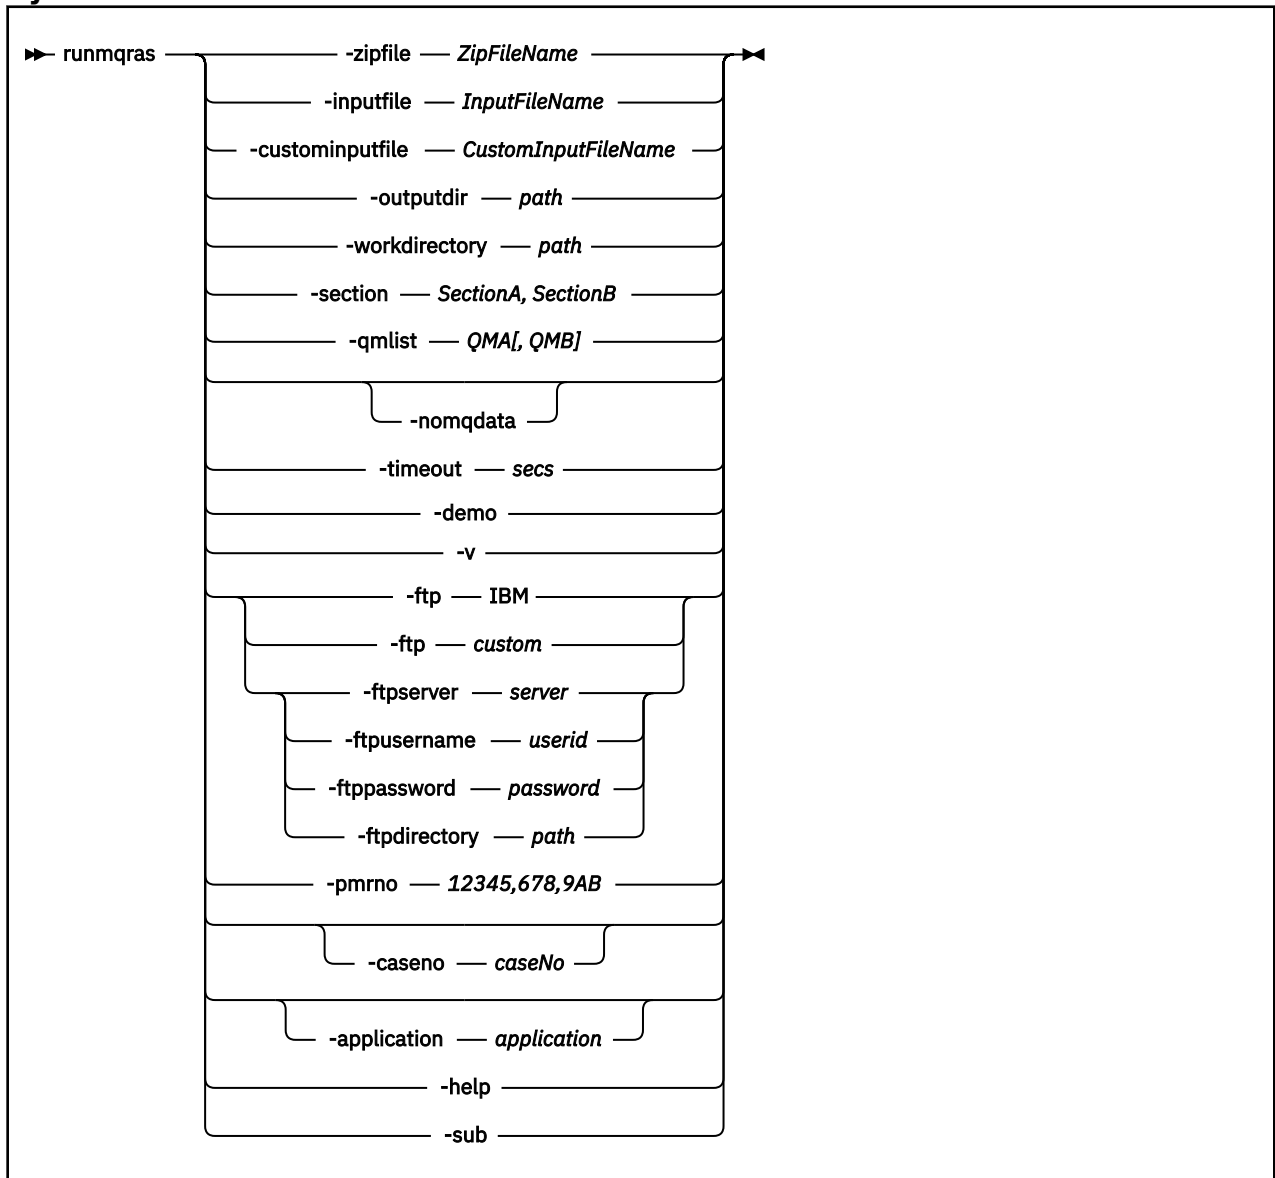 runmqras -zipfile ZipFileName
-inputfile InputFileName
-custominputfile CustomInputFileName
-outputdir path
-workdirectory path
-section SectionA, SectionB
-qmlist QMA[, QMB]
-nomqdata
-timeout secs
-demo
-v
-ftp IBM
-ftp custom
-ftpserver server
-ftpusername userid
-ftppassword password
-ftpdirectory path
-pmrno 12345,678,9AB
-caseno caseNo
-application application
-help
-sub